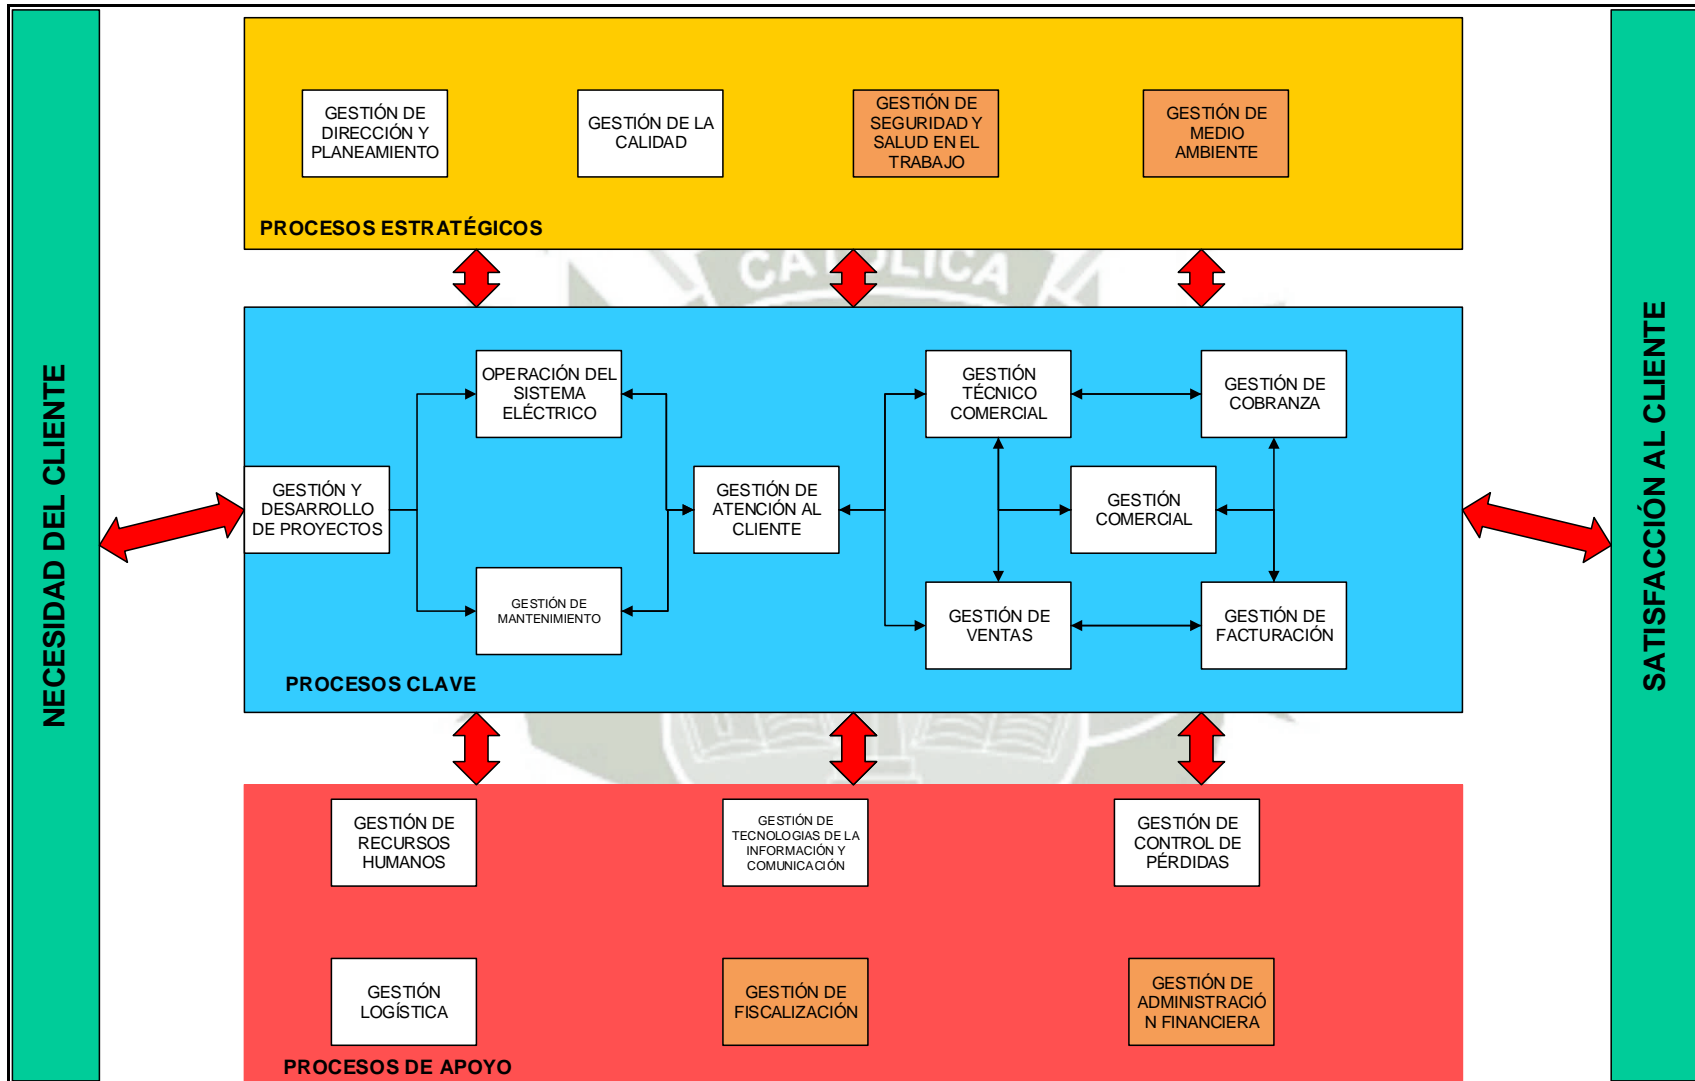 NECESIDAD DEL CLIENTE
GESTIÓN DE
DIRECCIÓN Y
PLANEAMIENTO
GESTIÓN DE LA
CALIDAD
GESTIÓN DE
SEGURIDAD Y
SALUD EN EL
TRABAJO
GESTIÓN DE
MEDIO
AMBIENTE
PROCESOS ESTRATÉGICOS
CATÓLICA
OPERACIÓN DEL
SISTEMA
ELÉCTRICO
GESTIÓN
TÉCNICO
COMERCIAL
GESTIÓN DE
COBRANZA
GESTIÓN Y
DESARROLLO
DE PROYECTOS
GESTIÓN DE
ATENCIÓN AL
CLIENTE
GESTIÓN
COMERCIAL
GESTIÓN DE
MANTENIMIENTO
GESTIÓN DE
VENTAS
GESTIÓN DE
FACTURACIÓN
PROCESOS CLAVE
GESTIÓN DE
RECURSOS
HUMANOS
GESTIÓN DE
TECNOLOGIAS DE LA
INFORMACIÓN Y
COMUNICACIÓN
GESTIÓN DE
CONTROL DE
PÉRDIDAS
GESTIÓN
LOGÍSTICA
GESTIÓN DE
FISCALIZACIÓN
GESTIÓN DE
ADMINISTRACIÓ
N FINANCIERA
PROCESOS DE APOYO
SATISFACCIÓN AL CLIENTE